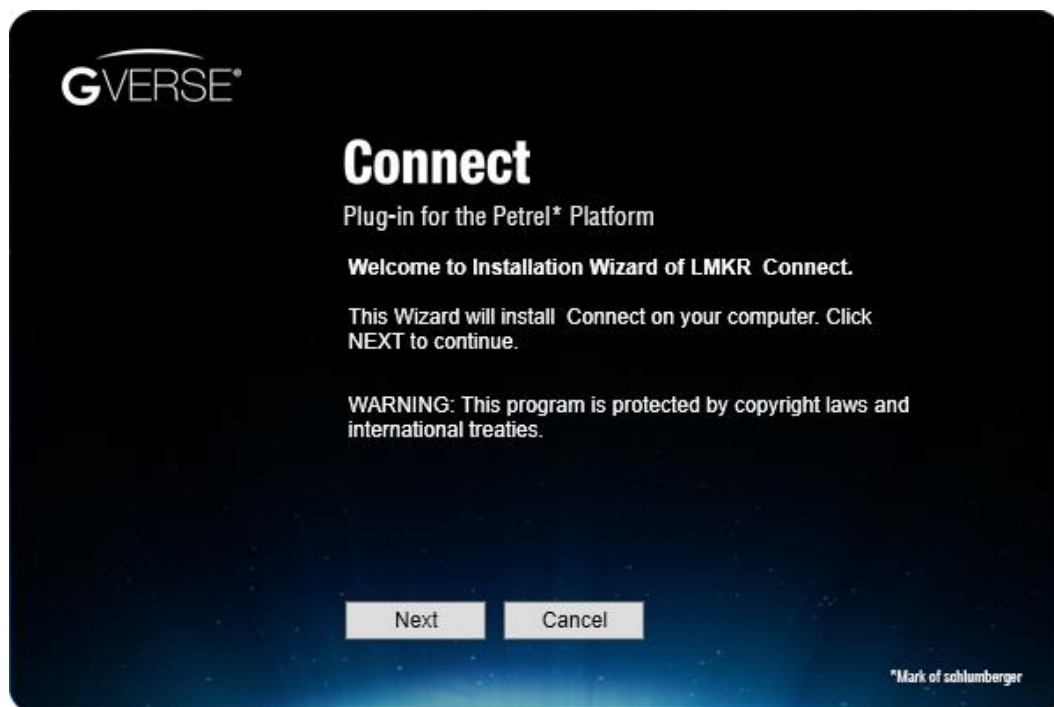 GVERSE®
Connect
Plug-in for the Petrel* Platform
Welcome to Installation Wizard of LMKR  Connect.
This Wizard will install  Connect on your computer. Click
NEXT to continue.
WARNING: This program is protected by copyright laws and
international treaties.
Next
Cancel
*Mark of schlumberger